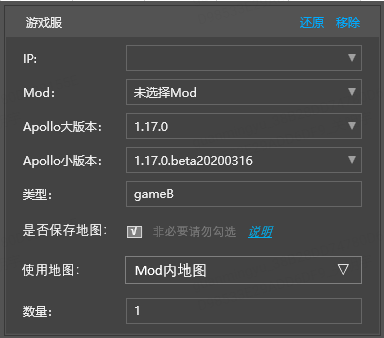 游戏服 还原 移除
IP:
Mod: 未选择Mod
Apollo大版本: 1.17.0
Apollo小版本: 1.17.0.beta20200316
类型: gameB
是否保存地图: 非必要请勿勾选 说明
使用地图: Mod内地图
数量: 1